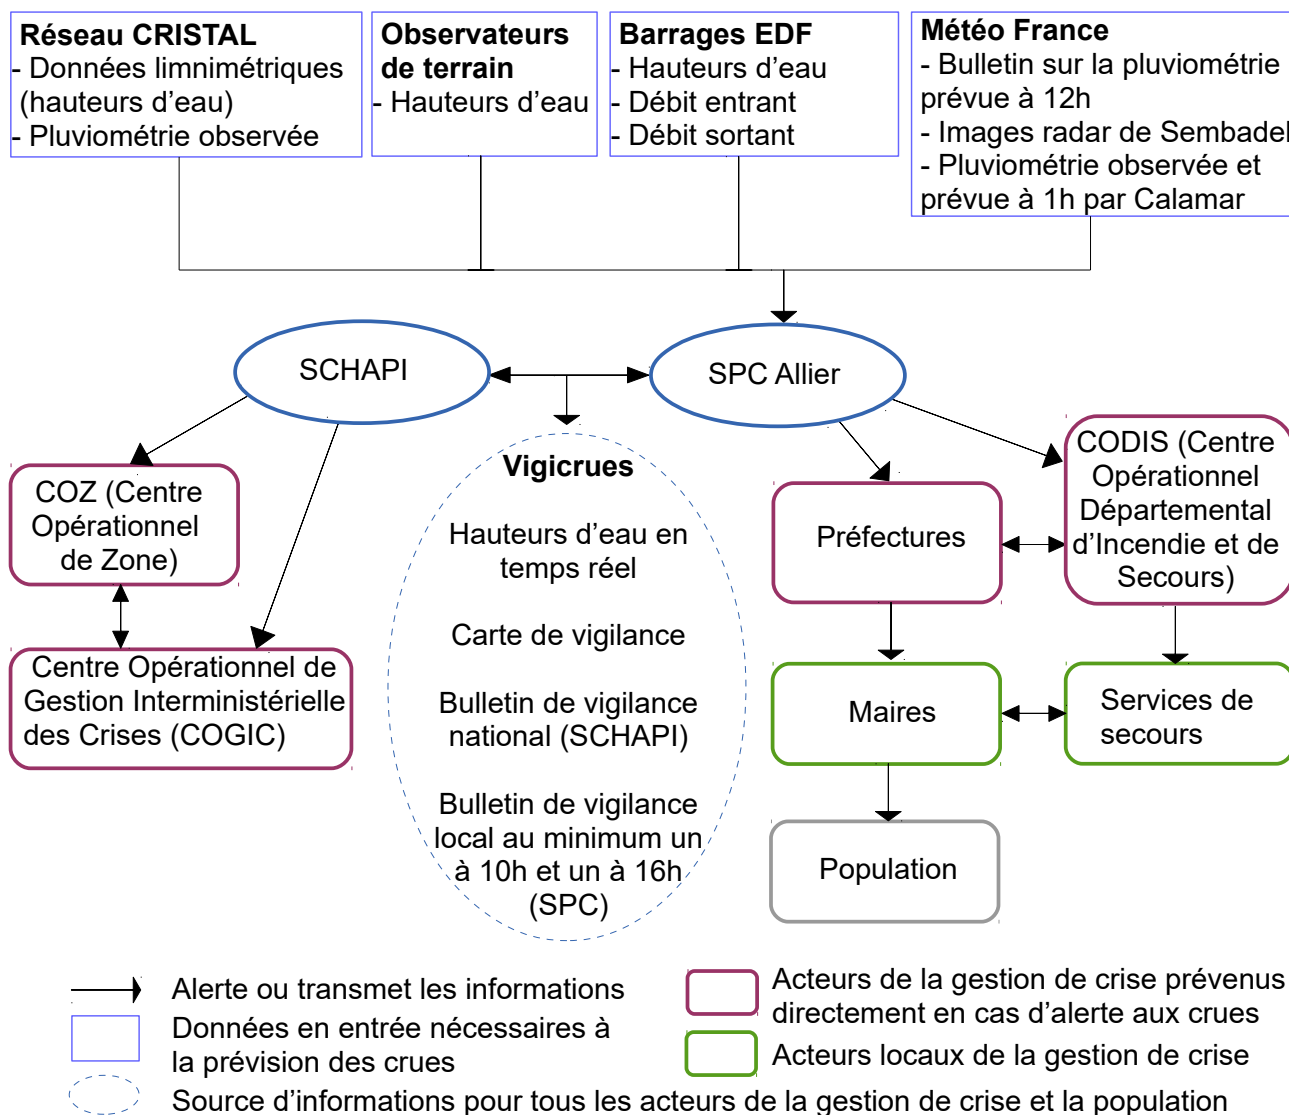 Réseau CRISTAL
- Données limnimétriques
(hauteurs d'eau)
- Pluviométrie observée
Observateurs
de terrain
- Hauteurs d'eau
Barrages EDF
- Hauteurs d'eau
- Débit entrant
- Débit sortant
Météo France
- Bulletin sur la pluviométrie
prévue à 12h
- Images radar de Sembadel
- Pluviométrie observée et
prévue à 1h par Calamar
SCHAPI
SPC Allier
COZ (Centre
Opérationnel
de Zone)
Centre Opérationnel de
Gestion Interministérielle
des Crises (COGIC)
Vigicrues
Hauteurs d'eau en
temps réel
Carte de vigilance
Bulletin de vigilance
national (SCHAPI)
Bulletin de vigilance
local au minimum un
à 10h et un à 16h
(SPC)
Préfectures
CODIS (Centre
Opérationnel
Départemental
d'Incendie et de
Secours)
Maires
Services de
secours
Population
Alerte ou transmet les informations
Données en entrée nécessaires à
la prévision des crues
Source d'informations pour tous les acteurs de la gestion de crise et la population
Acteurs de la gestion de crise prévenus
directement en cas d'alerte aux crues
Acteurs locaux de la gestion de crise